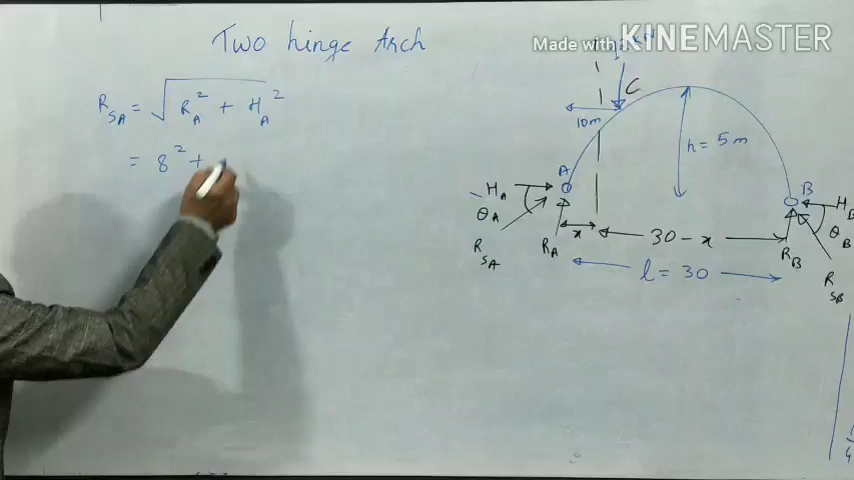 Two hinge Arch
Made with KINEMASTER
R_SA = √ R_A² + H_A²
= 8² +
C
10m
h = 5m
A
B
H_A
H_B
θ_A
θ_B
R_SA
R_A
x
30 - x
R_B
R_SB
l = 30